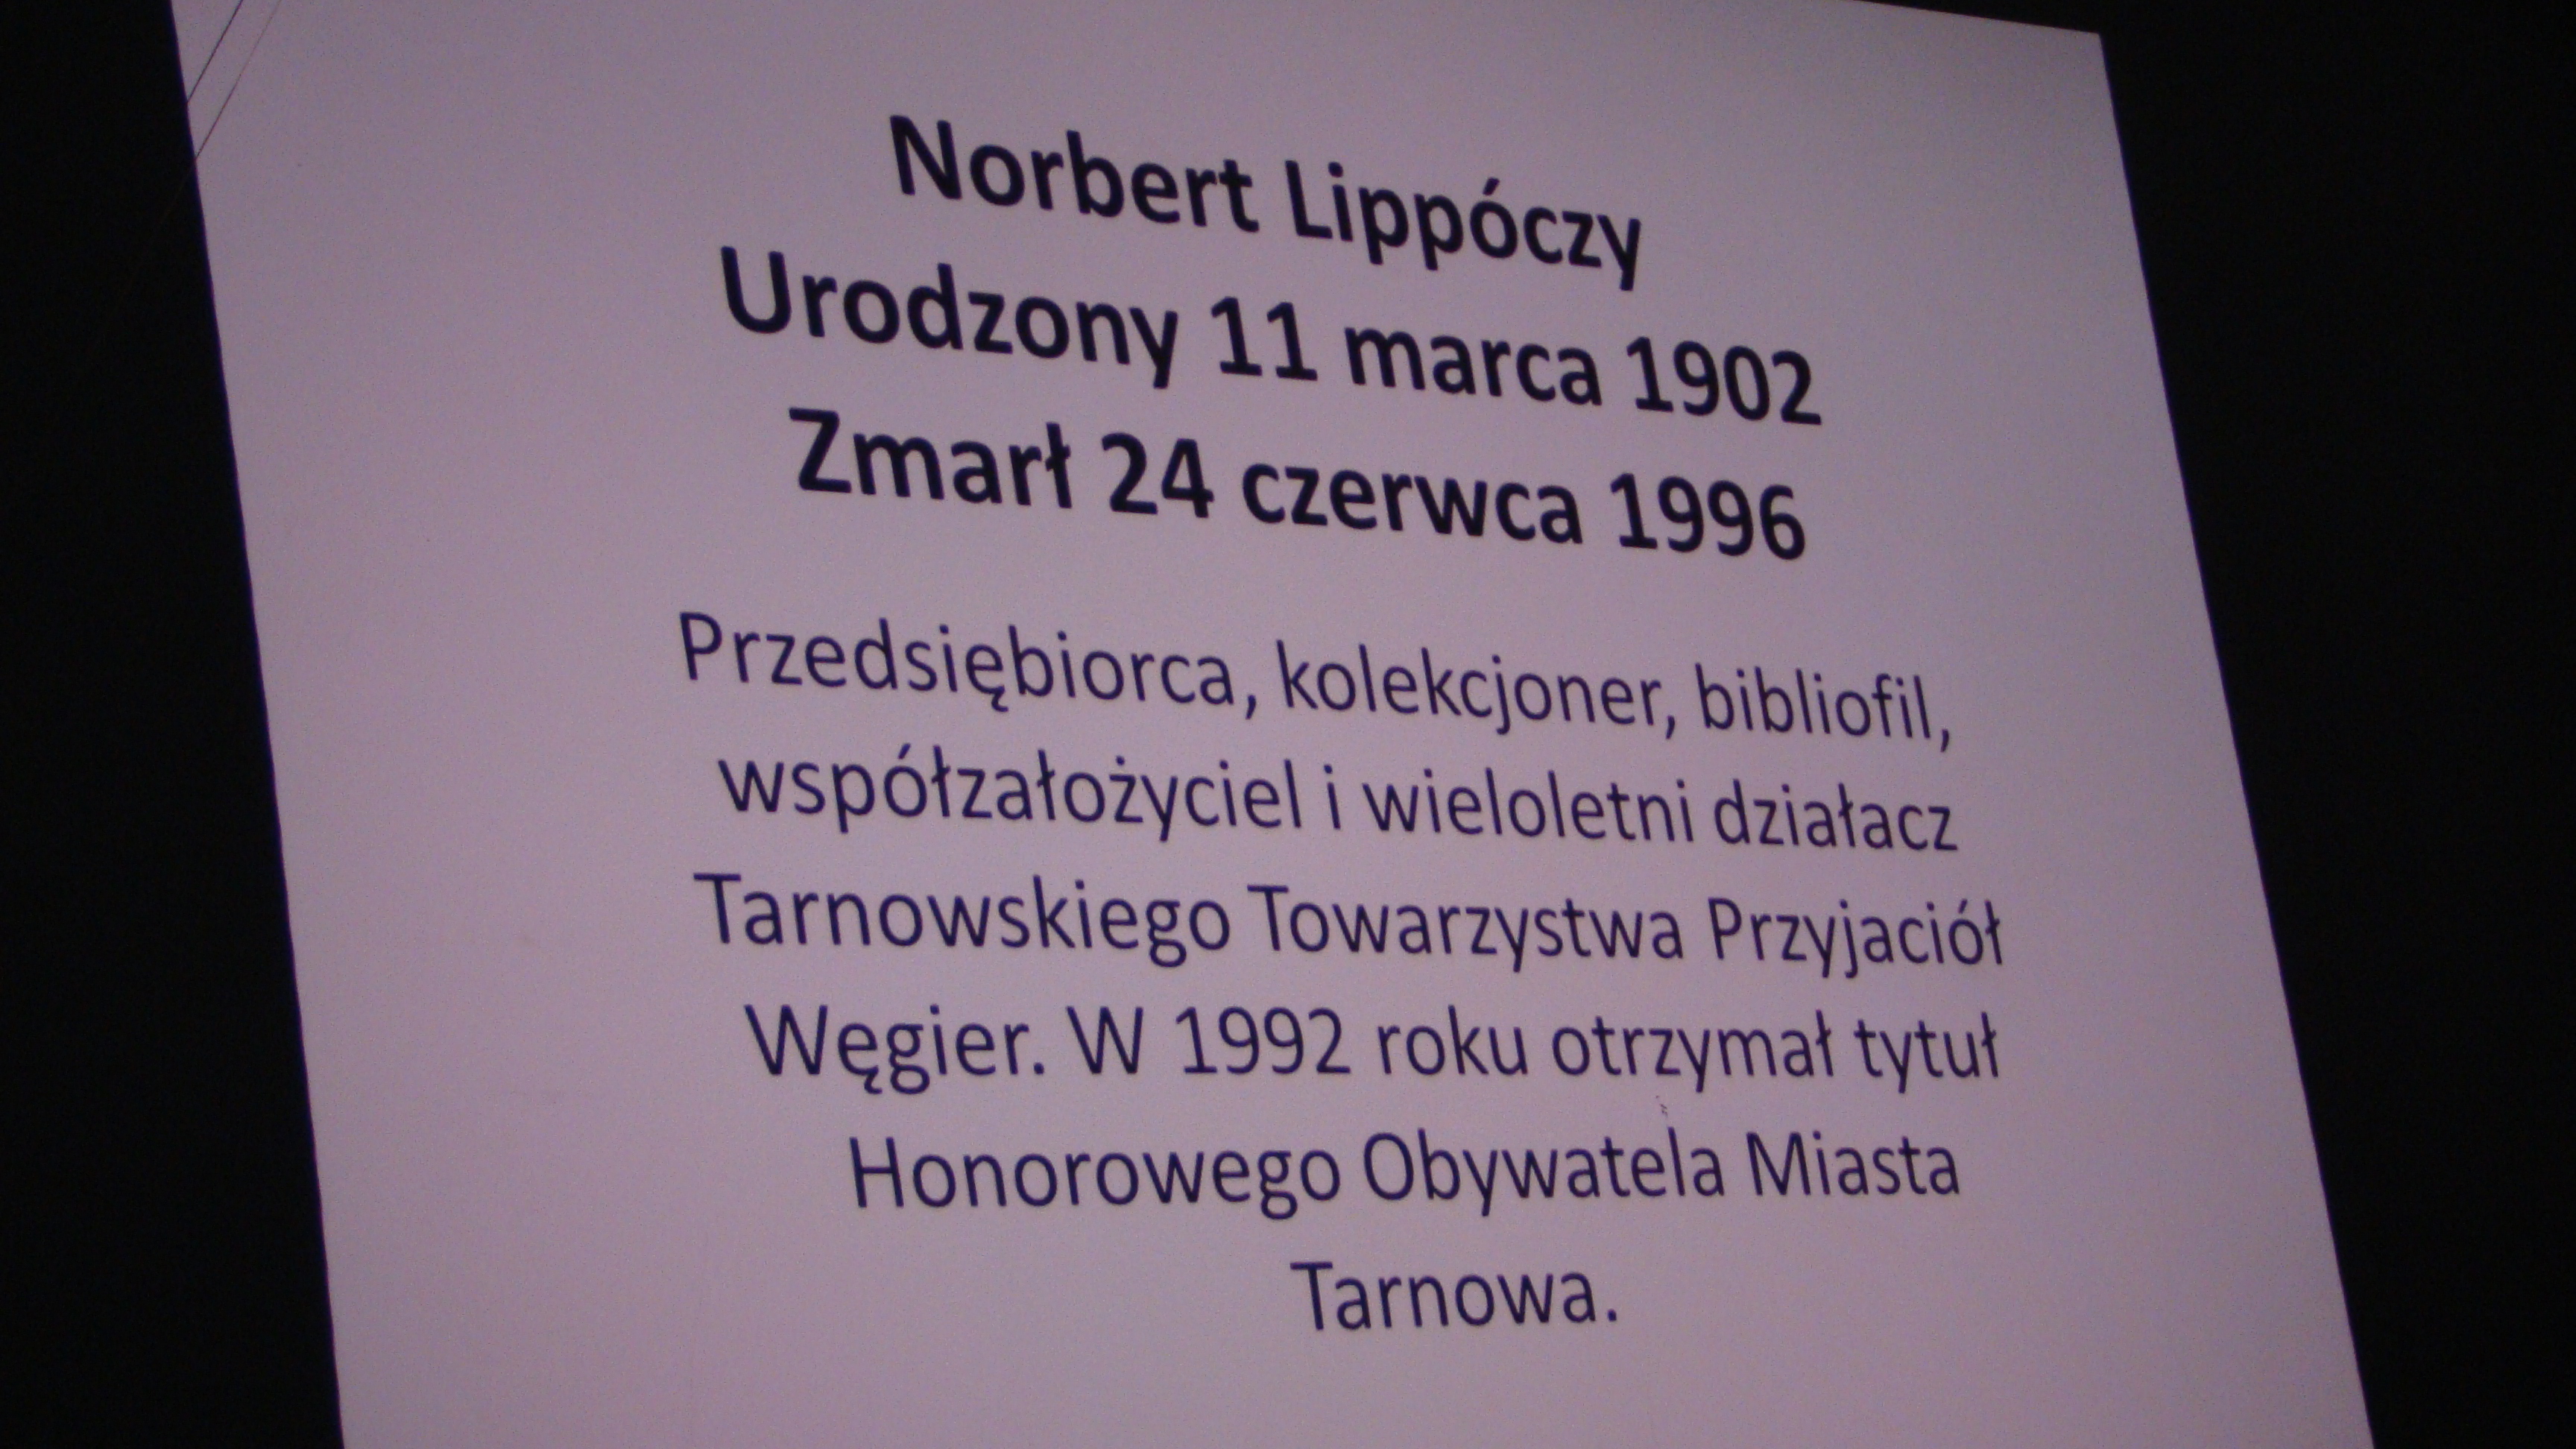 Norbert Lippóczy
Urodzony 11 marca 1902
Zmarł 24 czerwca 1996
Przedsiębiorca, kolekcjoner, bibliofil,
współzałożyciel i wieloletni działacz
Tarnowskiego Towarzystwa Przyjaciół
Węgier. W 1992 roku otrzymał tytuł
Honorowego Obywatela Miasta
Tarnowa.